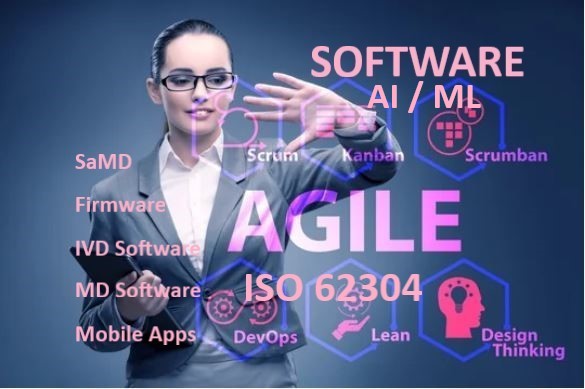 SOFTWARE
AI / ML
Scrum
Kanban
Scrumban
SaMD
Firmware
AGILE
IVD Software
MD Software
ISO 62304
Mobile Apps
DevOps
Lean
Design
Thinking